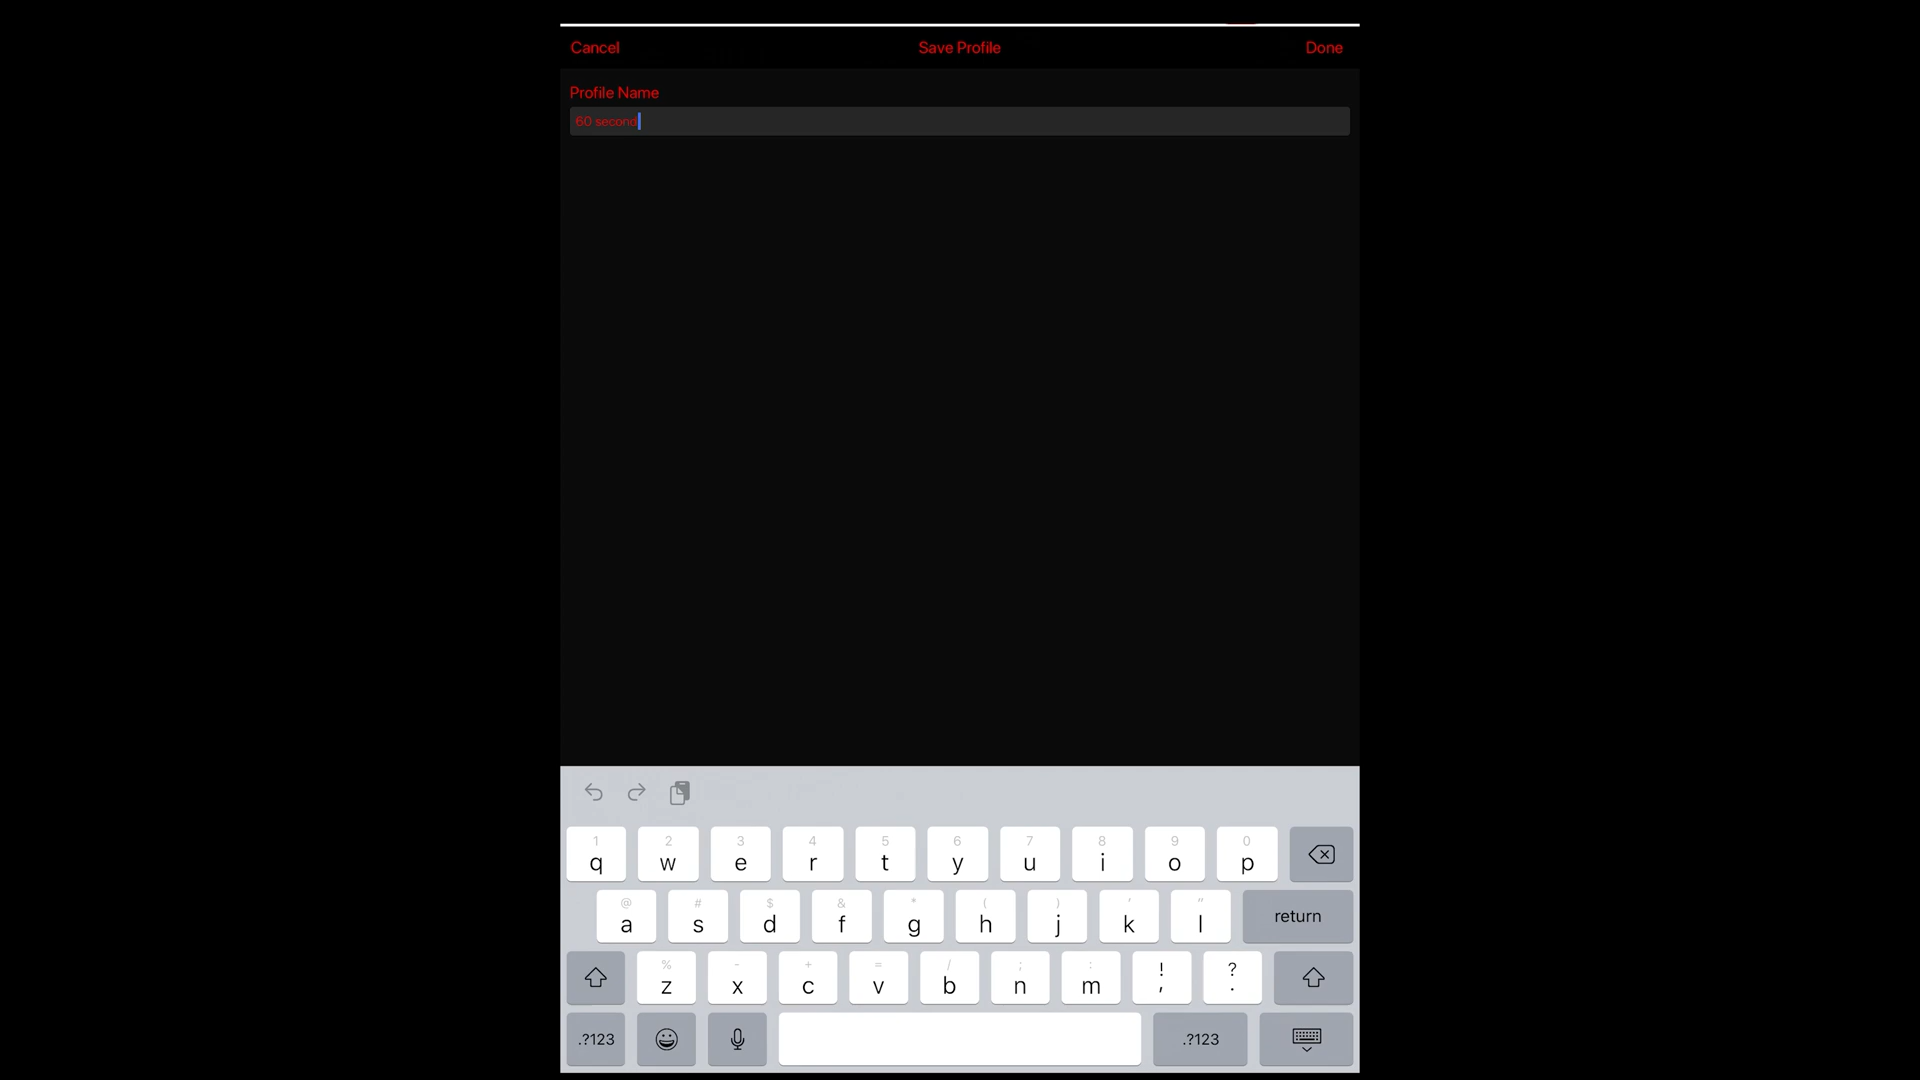 Cancel Save Profile Done
Profile Name
60 second
1 2 3 4 5 6 7 8 9 0
q w e r t y u i o p
@ # $ & * ( ) ' "
a s d f g h j k l return
% - + = / ; : ! ?
z x c v b n m , .
.?123 .?123